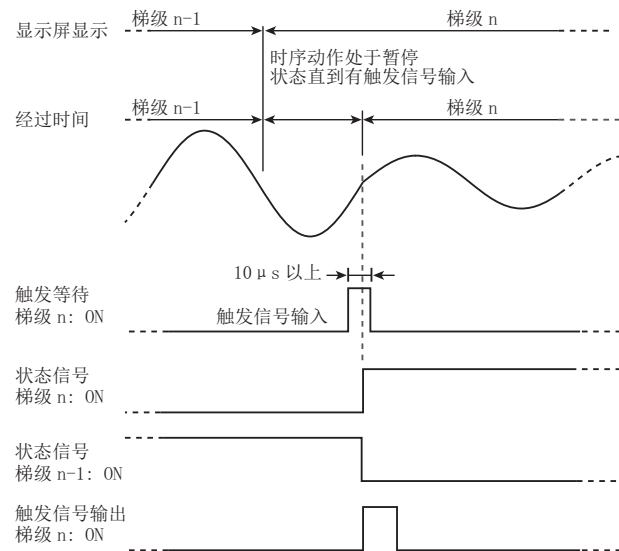 梯级 n-1
梯级 n
显示屏显示
时序动作处于暂停
状态直到有触发信号输入
梯级 n-1
梯级 n
经过时间
10μs 以上
触发等待
梯级 n: ON
触发信号输入
状态信号
梯级 n: ON
状态信号
梯级 n-1: ON
触发信号输出
梯级 n: ON